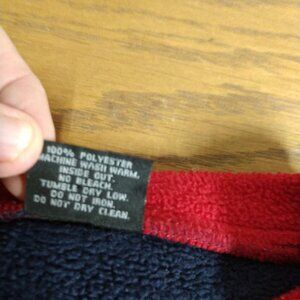 100% POLYESTER
MACHINE WASH WARM.
INSIDE OUT.
NO BLEACH.
TUMBLE DRY LOW.
DO NOT IRON.
DO NOT DRY CLEAN.